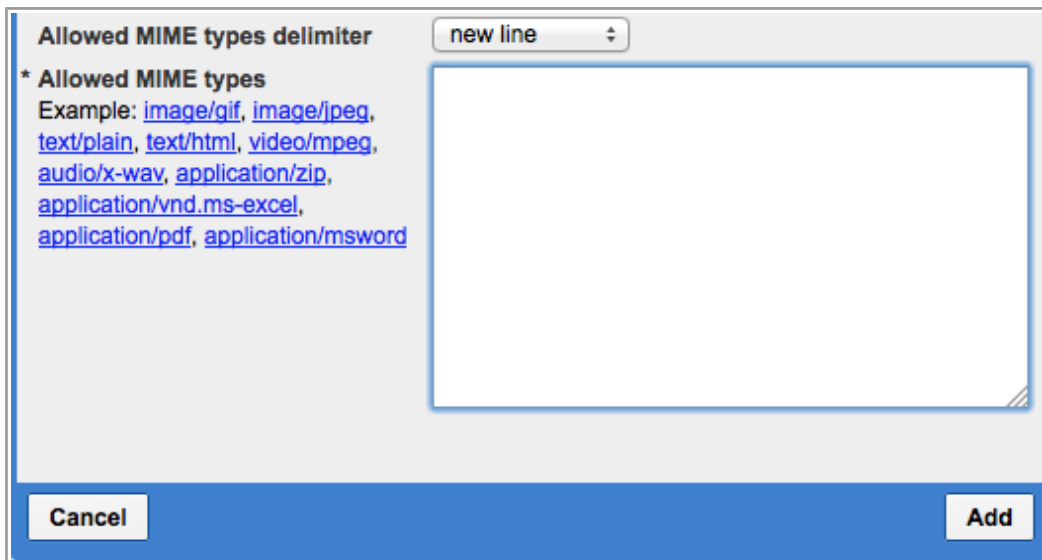 Allowed MIME types delimiter new line
* Allowed MIME types
Example: image/gif, image/jpeg,
text/plain, text/html, video/mpeg,
audio/x-wav, application/zip,
application/vnd.ms-excel,
application/pdf, application/msword
Cancel Add